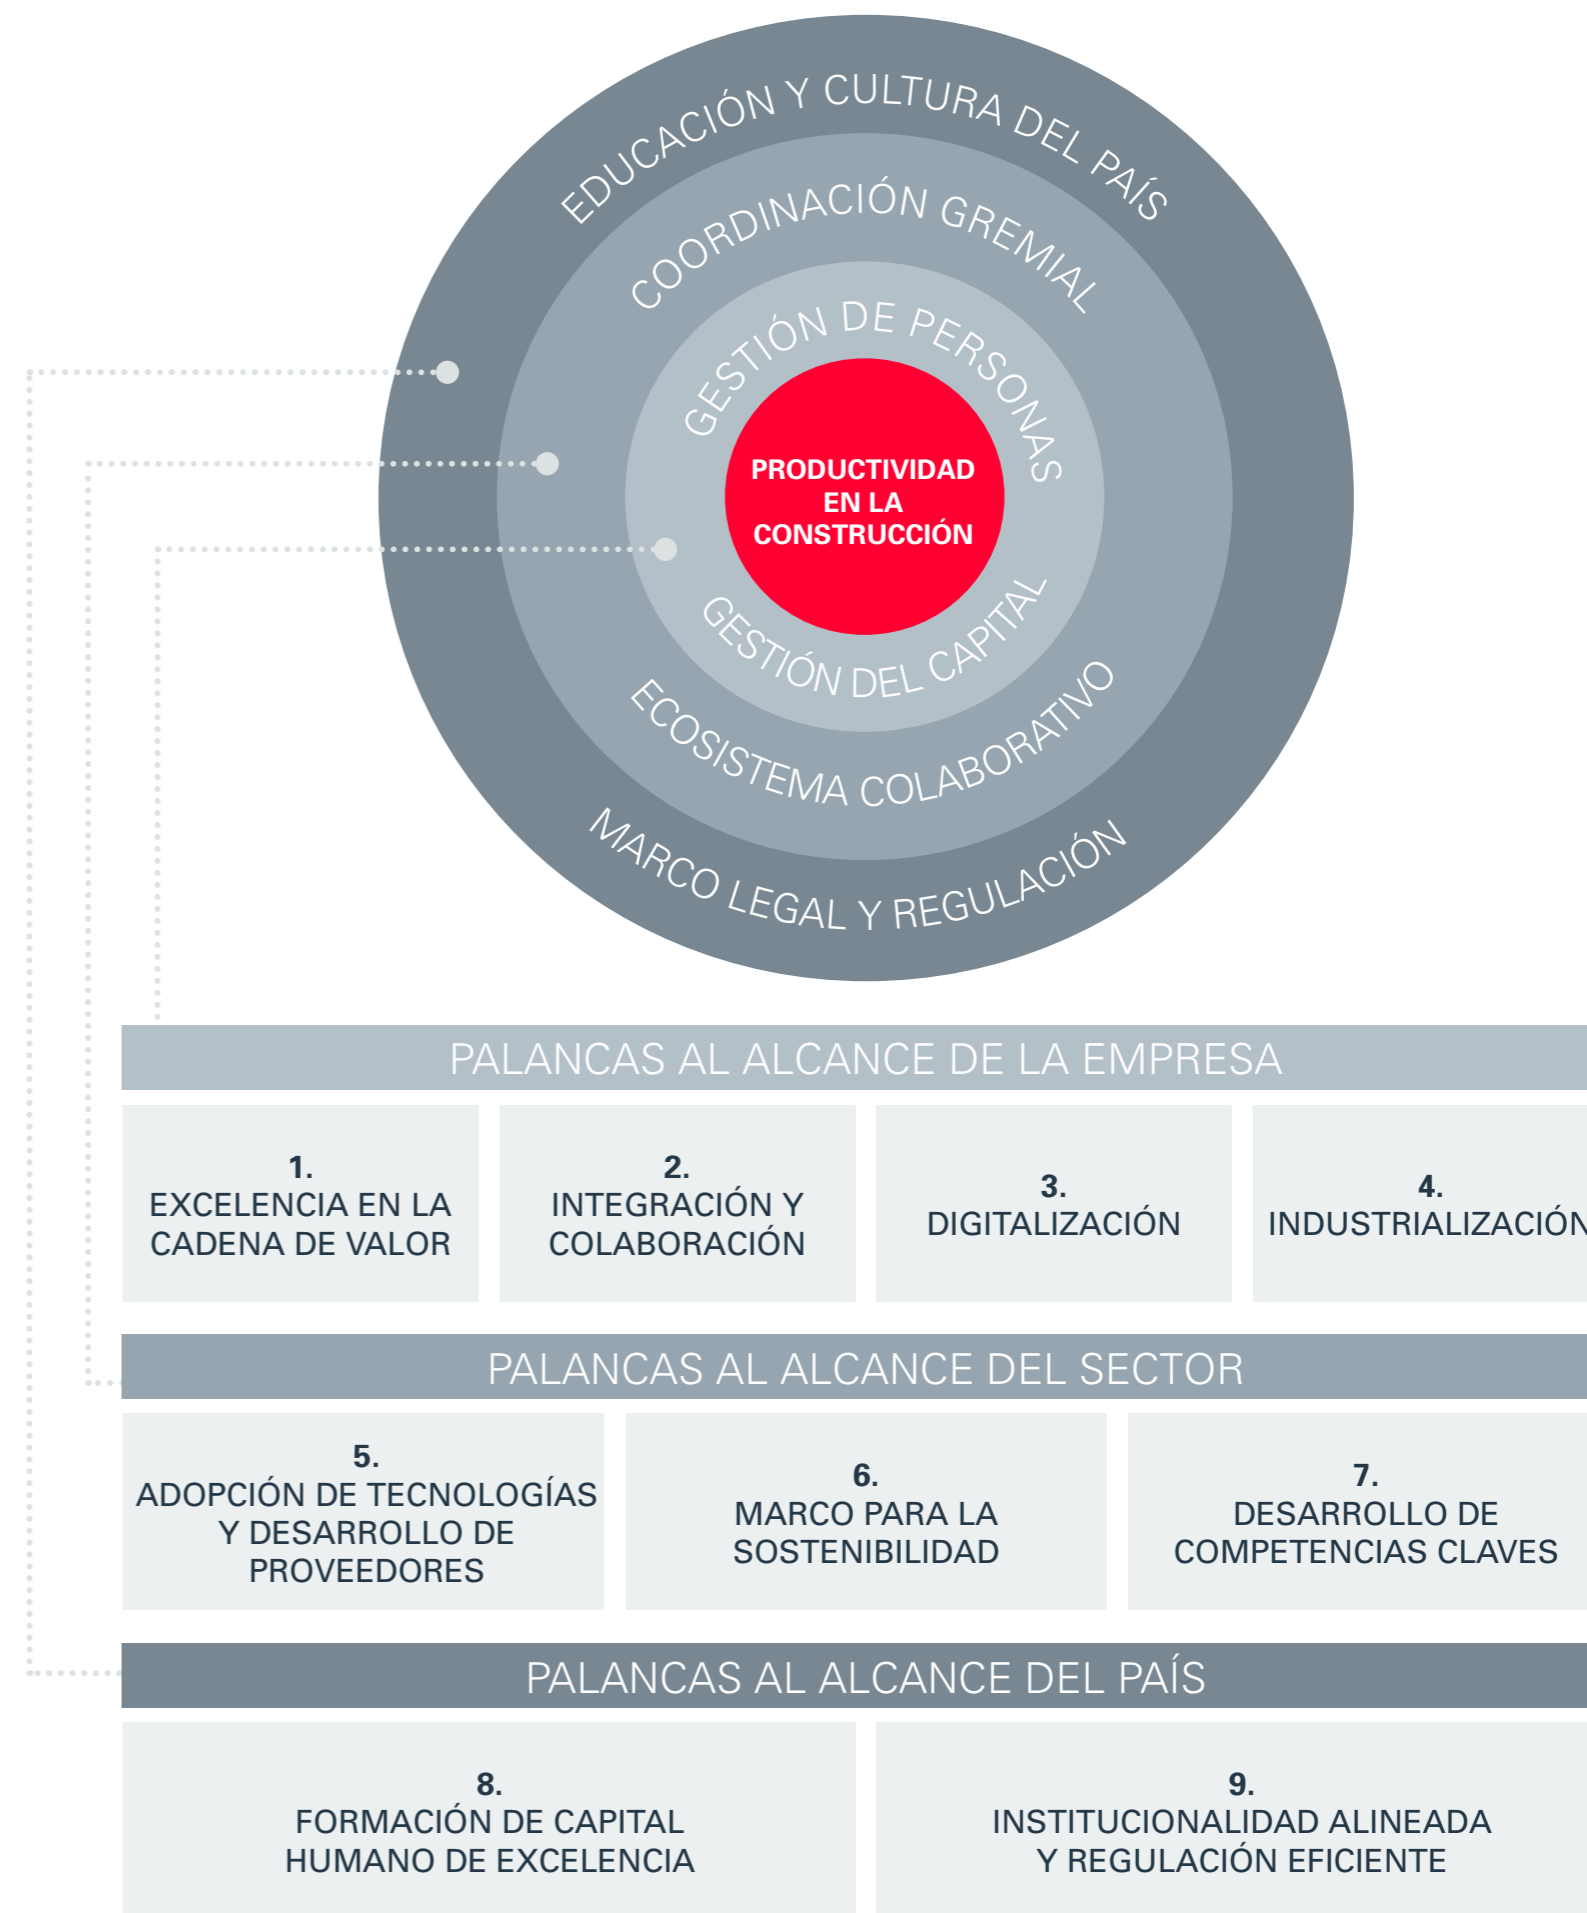 EDUCACIÓN Y CULTURA DEL PAÍS
COORDINACIÓN GREMIAL
GESTIÓN DE PERSONAS
PRODUCTIVIDAD
EN LA
CONSTRUCCIÓN
GESTIÓN DEL CAPITAL
ECOSISTEMA COLABORATIVO
MARCO LEGAL Y REGULACIÓN
PALANCAS AL ALCANCE DE LA EMPRESA
1.
EXCELENCIA EN LA
CADENA DE VALOR
2.
INTEGRACIÓN Y
COLABORACIÓN
3.
DIGITALIZACIÓN
4.
INDUSTRIALIZACIÓN
PALANCAS AL ALCANCE DEL SECTOR
5.
ADOPCIÓN DE TECNOLOGÍAS
Y DESARROLLO DE
PROVEEDORES
6.
MARCO PARA LA
SOSTENIBILIDAD
7.
DESARROLLO DE
COMPETENCIAS CLAVES
PALANCAS AL ALCANCE DEL PAÍS
8.
FORMACIÓN DE CAPITAL
HUMANO DE EXCELENCIA
9.
INSTITUCIONALIDAD ALINEADA
Y REGULACIÓN EFICIENTE